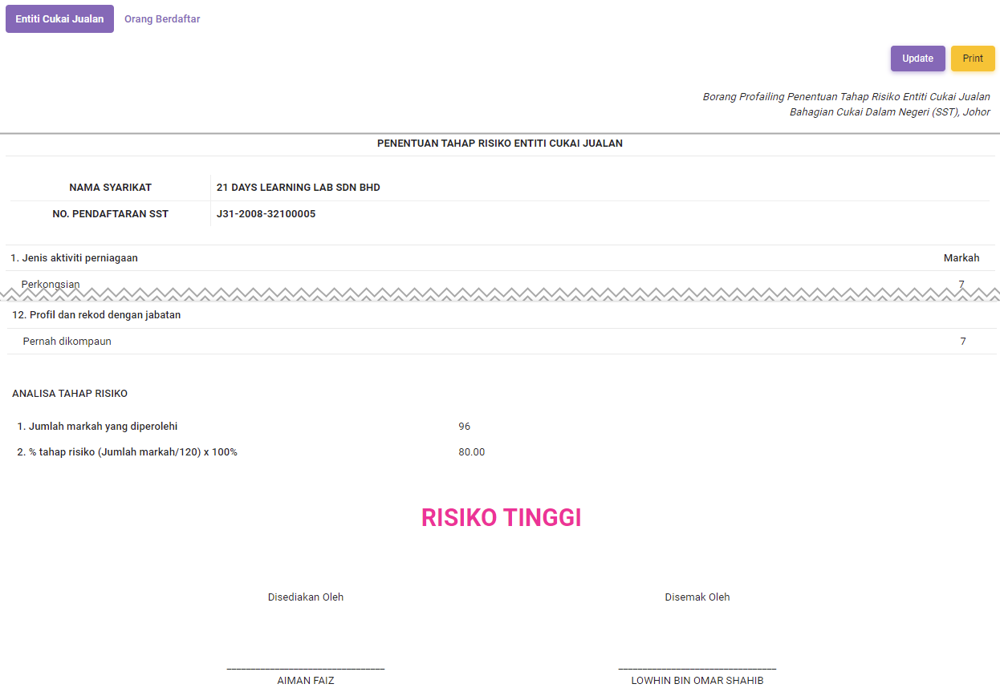 Entiti Cukai Jualan Orang Berdaftar
Update Print
Borang Profailing Penentuan Tahap Risiko Entiti Cukai Jualan
Bahagian Cukai Dalam Negeri (SST), Johor
PENENTUAN TAHAP RISIKO ENTITI CUKAI JUALAN
NAMA SYARIKAT 21 DAYS LEARNING LAB SDN BHD
NO. PENDAFTARAN SST J31-2008-32100005
1. Jenis aktiviti perniagaan Markah
Perkongsian 7
12. Profil dan rekod dengan jabatan
Pernah dikompaun 7
ANALISA TAHAP RISIKO
1. Jumlah markah yang diperolehi 96
2. % tahap risiko (Jumlah markah/120) x 100% 80.00
RISIKO TINGGI
Disediakan Oleh Disemak Oleh
AIMAN FAIZ LOWHIN BIN OMAR SHAHIB